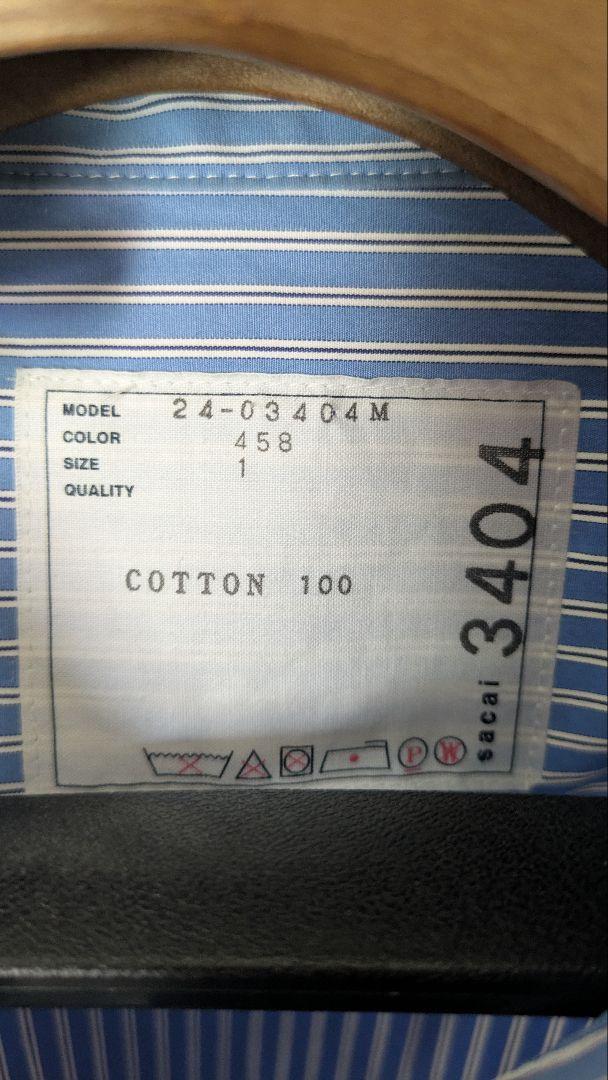 MODEL 24-03404M
COLOR 458
SIZE 1
QUALITY
COTTON 100
sacai 3404
P W